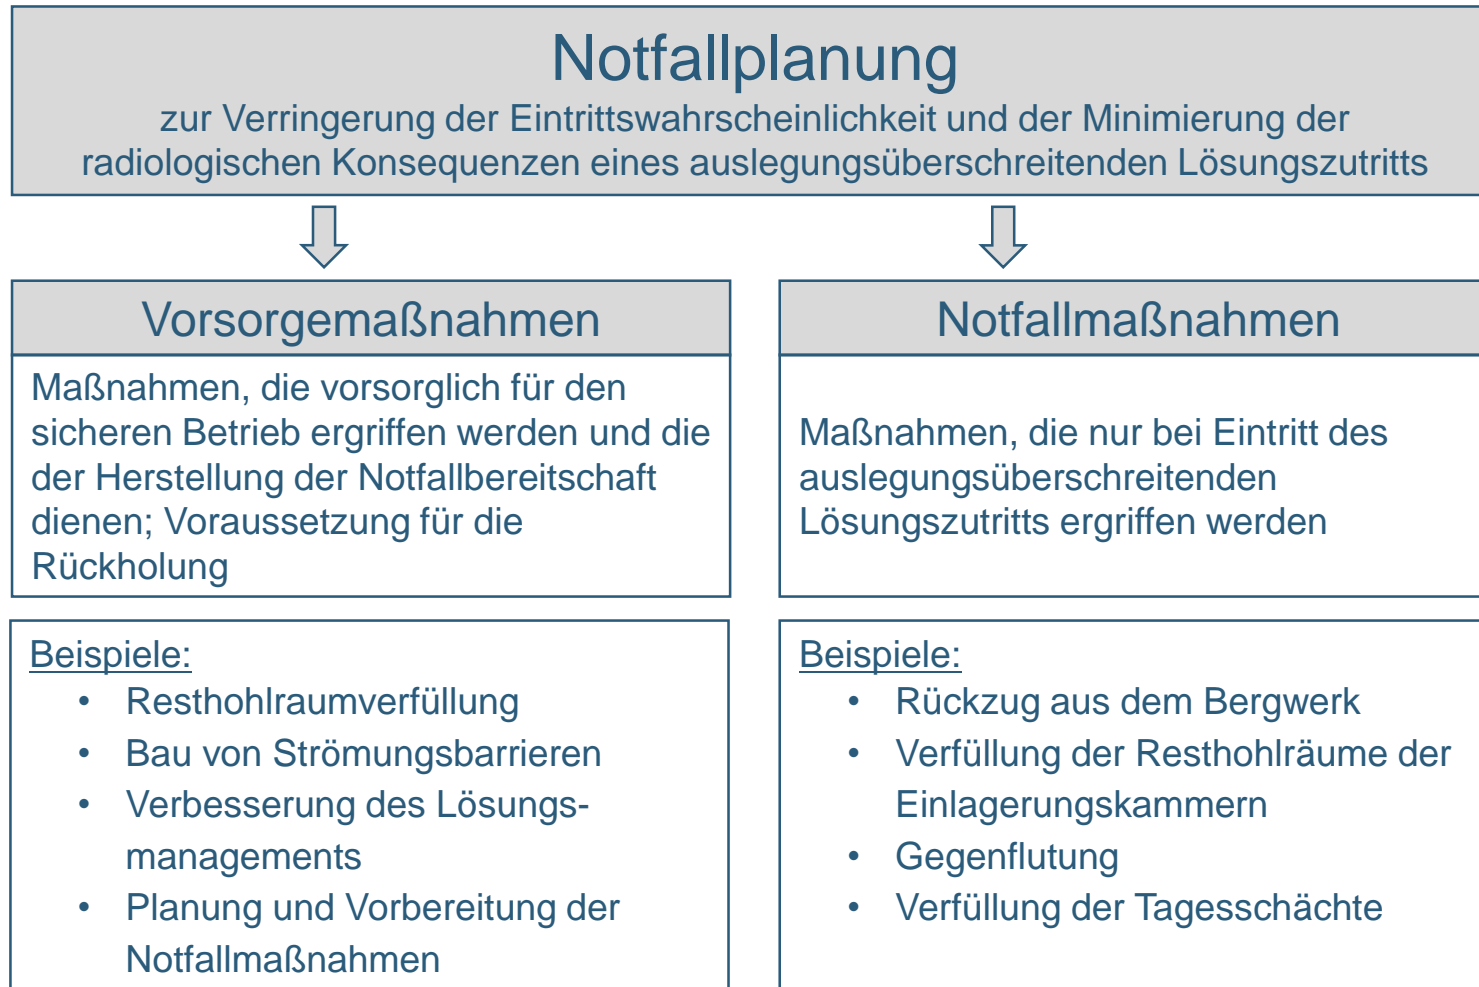 Notfallplanung
zur Verringerung der Eintrittswahrscheinlichkeit und der Minimierung der
radiologischen Konsequenzen eines auslegungsüberschreitenden Lösungszutritts
Vorsorgemaßnahmen
Maßnahmen, die vorsorglich für den
sicheren Betrieb ergriffen werden und die
der Herstellung der Notfallbereitschaft
dienen; Voraussetzung für die
Rückholung
Beispiele:
• Resthohlraumverfüllung
• Bau von Strömungsbarrieren
• Verbesserung des Lösungs-
managements
• Planung und Vorbereitung der
Notfallmaßnahmen
Notfallmaßnahmen
Maßnahmen, die nur bei Eintritt des
auslegungsüberschreitenden
Lösungszutritts ergriffen werden
Beispiele:
• Rückzug aus dem Bergwerk
• Verfüllung der Resthohlräume der
Einlagerungskammern
• Gegenflutung
• Verfüllung der Tagesschächte